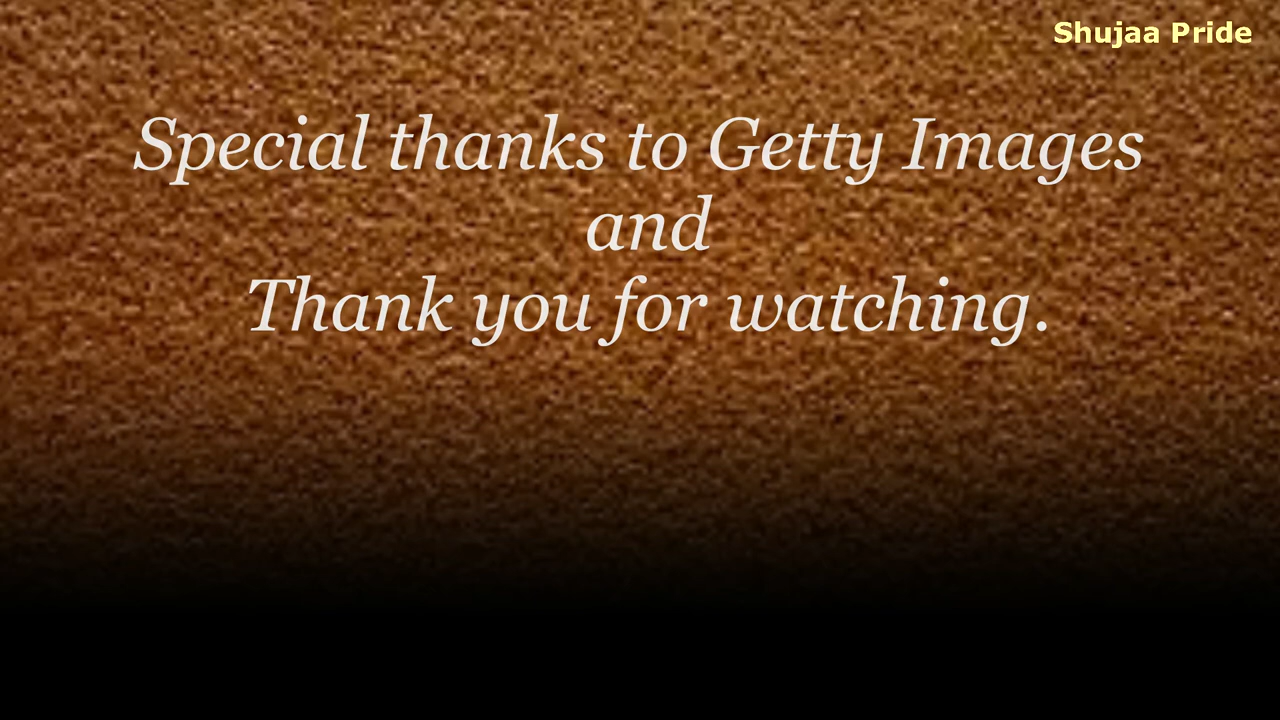 Shujaa Pride
Special thanks to Getty Images
and
Thank you for watching.